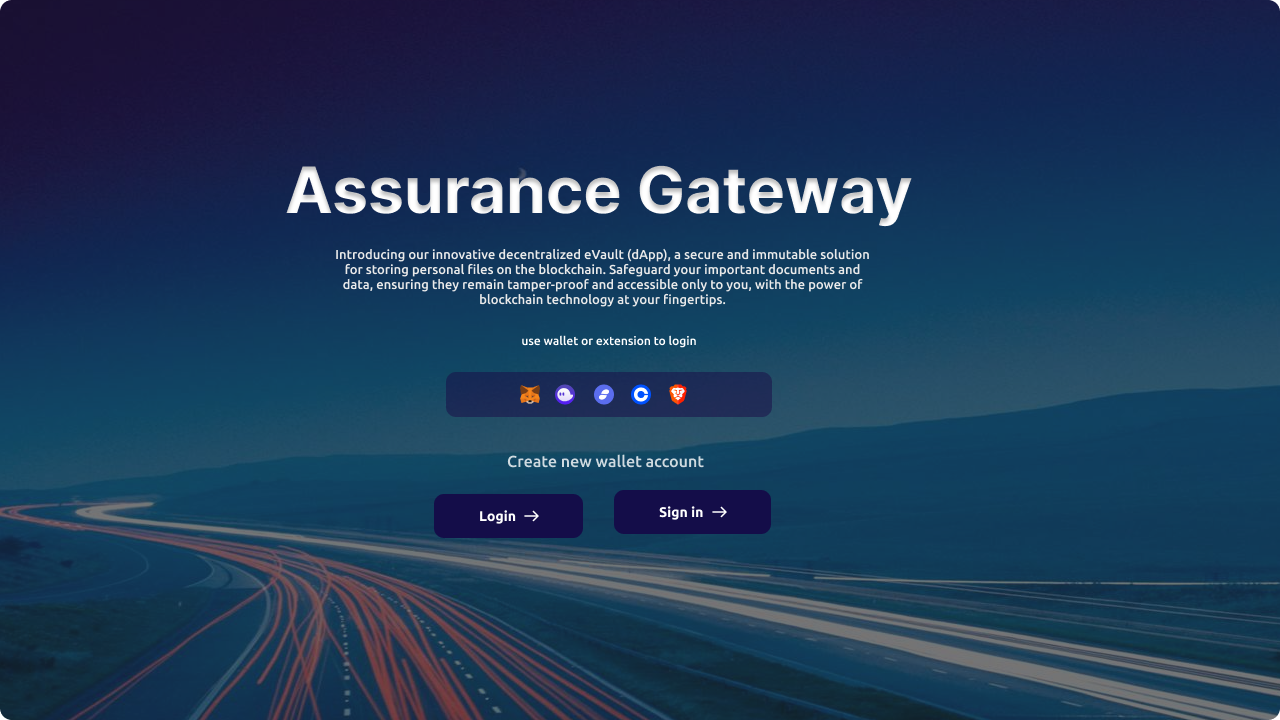 Assurance Gateway
Introducing our innovative decentralized eVault (dApp), a secure and immutable solution
for storing personal files on the blockchain. Safeguard your important documents and
data, ensuring they remain tamper-proof and accessible only to you, with the power of
blockchain technology at your fingertips.
use wallet or extension to login
Create new wallet account
Login
Sign in